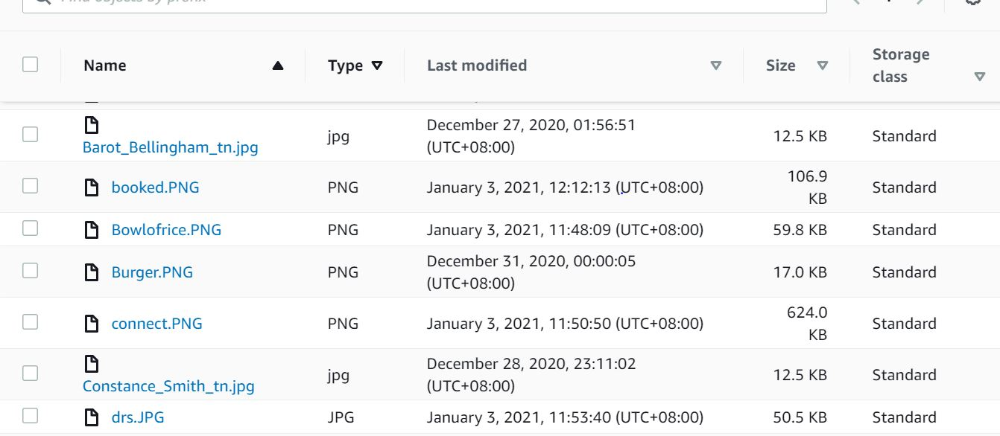 Find objects by prefix
Name Type Last modified Size Storage
class
Barot_Bellingham_tn.jpg jpg December 27, 2020, 01:56:51
(UTC+08:00) 12.5 KB Standard
booked.PNG PNG January 3, 2021, 12:12:13 (UTC+08:00) 106.9
KB Standard
Bowlofrice.PNG PNG January 3, 2021, 11:48:09 (UTC+08:00) 59.8 KB Standard
Burger.PNG PNG December 31, 2020, 00:00:05
(UTC+08:00) 17.0 KB Standard
connect.PNG PNG January 3, 2021, 11:50:50 (UTC+08:00) 624.0
KB Standard
Constance_Smith_tn.jpg jpg December 28, 2020, 23:11:02
(UTC+08:00) 12.5 KB Standard
drs.JPG JPG January 3, 2021, 11:53:40 (UTC+08:00) 50.5 KB Standard